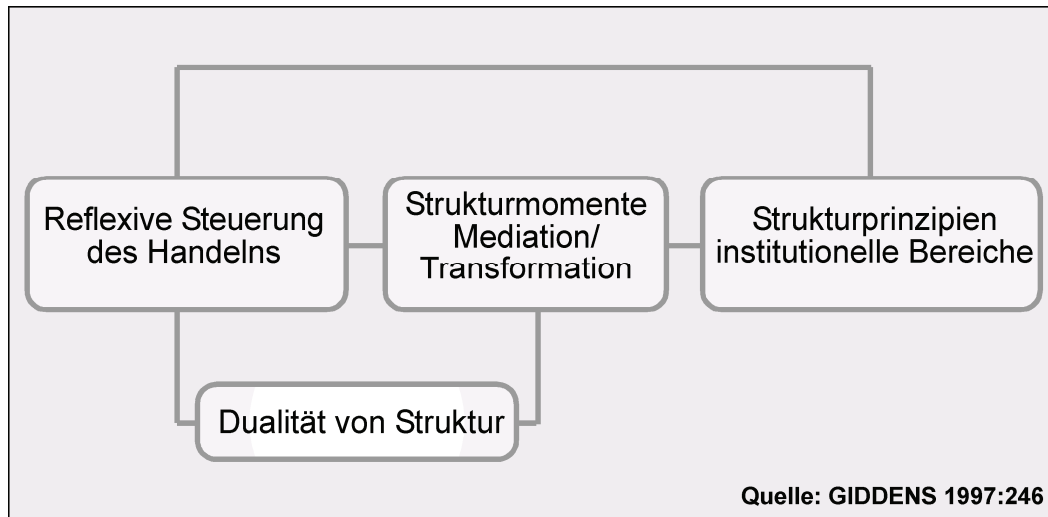 Reflexive Steuerung
des Handelns
Strukturmomente
Mediation/
Transformation
Strukturprinzipien
institutionelle Bereiche
Dualität von Struktur
Quelle: GIDDENS 1997:246